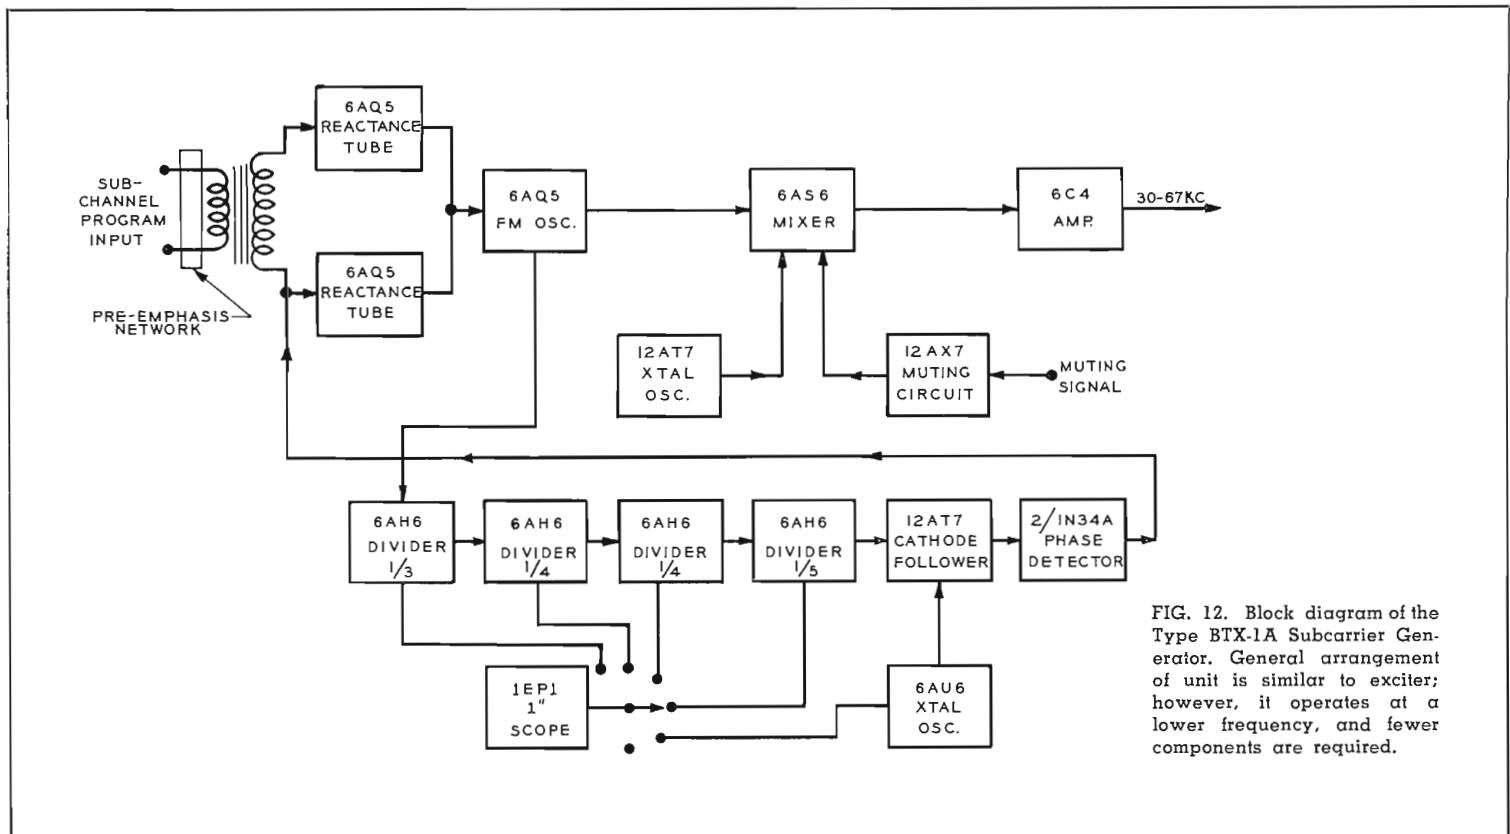 6AQ5
REACTANCE
TUBE
SUB-
CHANNEL
PROGRAM
INPUT
6AQ5
FM OSC.
6AS6
MIXER
6C4
AMP.
30-67KC
6AQ5
REACTANCE
TUBE
PRE-EMPHASIS
NETWORK
12AT7
XTAL
OSC.
12AX7
MUTING
CIRCUIT
MUTING
SIGNAL
6AH6
DIVIDER
1/3
6AH6
DIVIDER
1/4
6AH6
DIVIDER
1/4
6AH6
DIVIDER
1/5
12AT7
CATHODE
FOLLOWER
2/IN34A
PHASE
DETECTOR
1EP1
1"
SCOPE
6AU6
XTAL
OSC.
FIG. 12. Block diagram of the
Type BTX-1A Subcarrier Gen-
erator. General arrangement
of unit is similar to exciter;
however, it operates at a
lower frequency, and fewer
components are required.